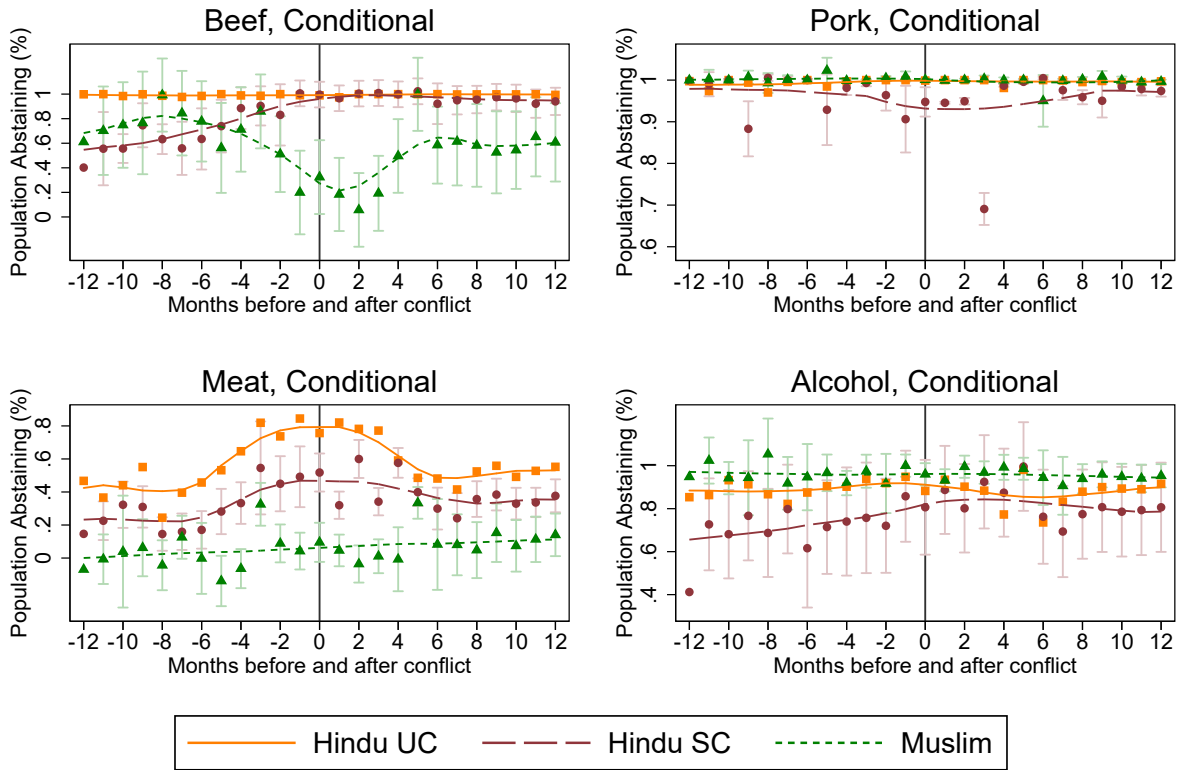 Beef, Conditional
Population Abstaining (%)
1
.8
.6
.4
.2
0
-12 -10 -8 -6 -4 -2 0 2 4 6 8 10 12
Months before and after conflict
Pork, Conditional
Population Abstaining (%)
1
.9
.8
.7
.6
-12 -10 -8 -6 -4 -2 0 2 4 6 8 10 12
Months before and after conflict
Meat, Conditional
Population Abstaining (%)
.8
.6
.4
.2
0
-12 -10 -8 -6 -4 -2 0 2 4 6 8 10 12
Months before and after conflict
Alcohol, Conditional
Population Abstaining (%)
1
.8
.6
.4
-12 -10 -8 -6 -4 -2 0 2 4 6 8 10 12
Months before and after conflict
Hindu UC Hindu SC Muslim